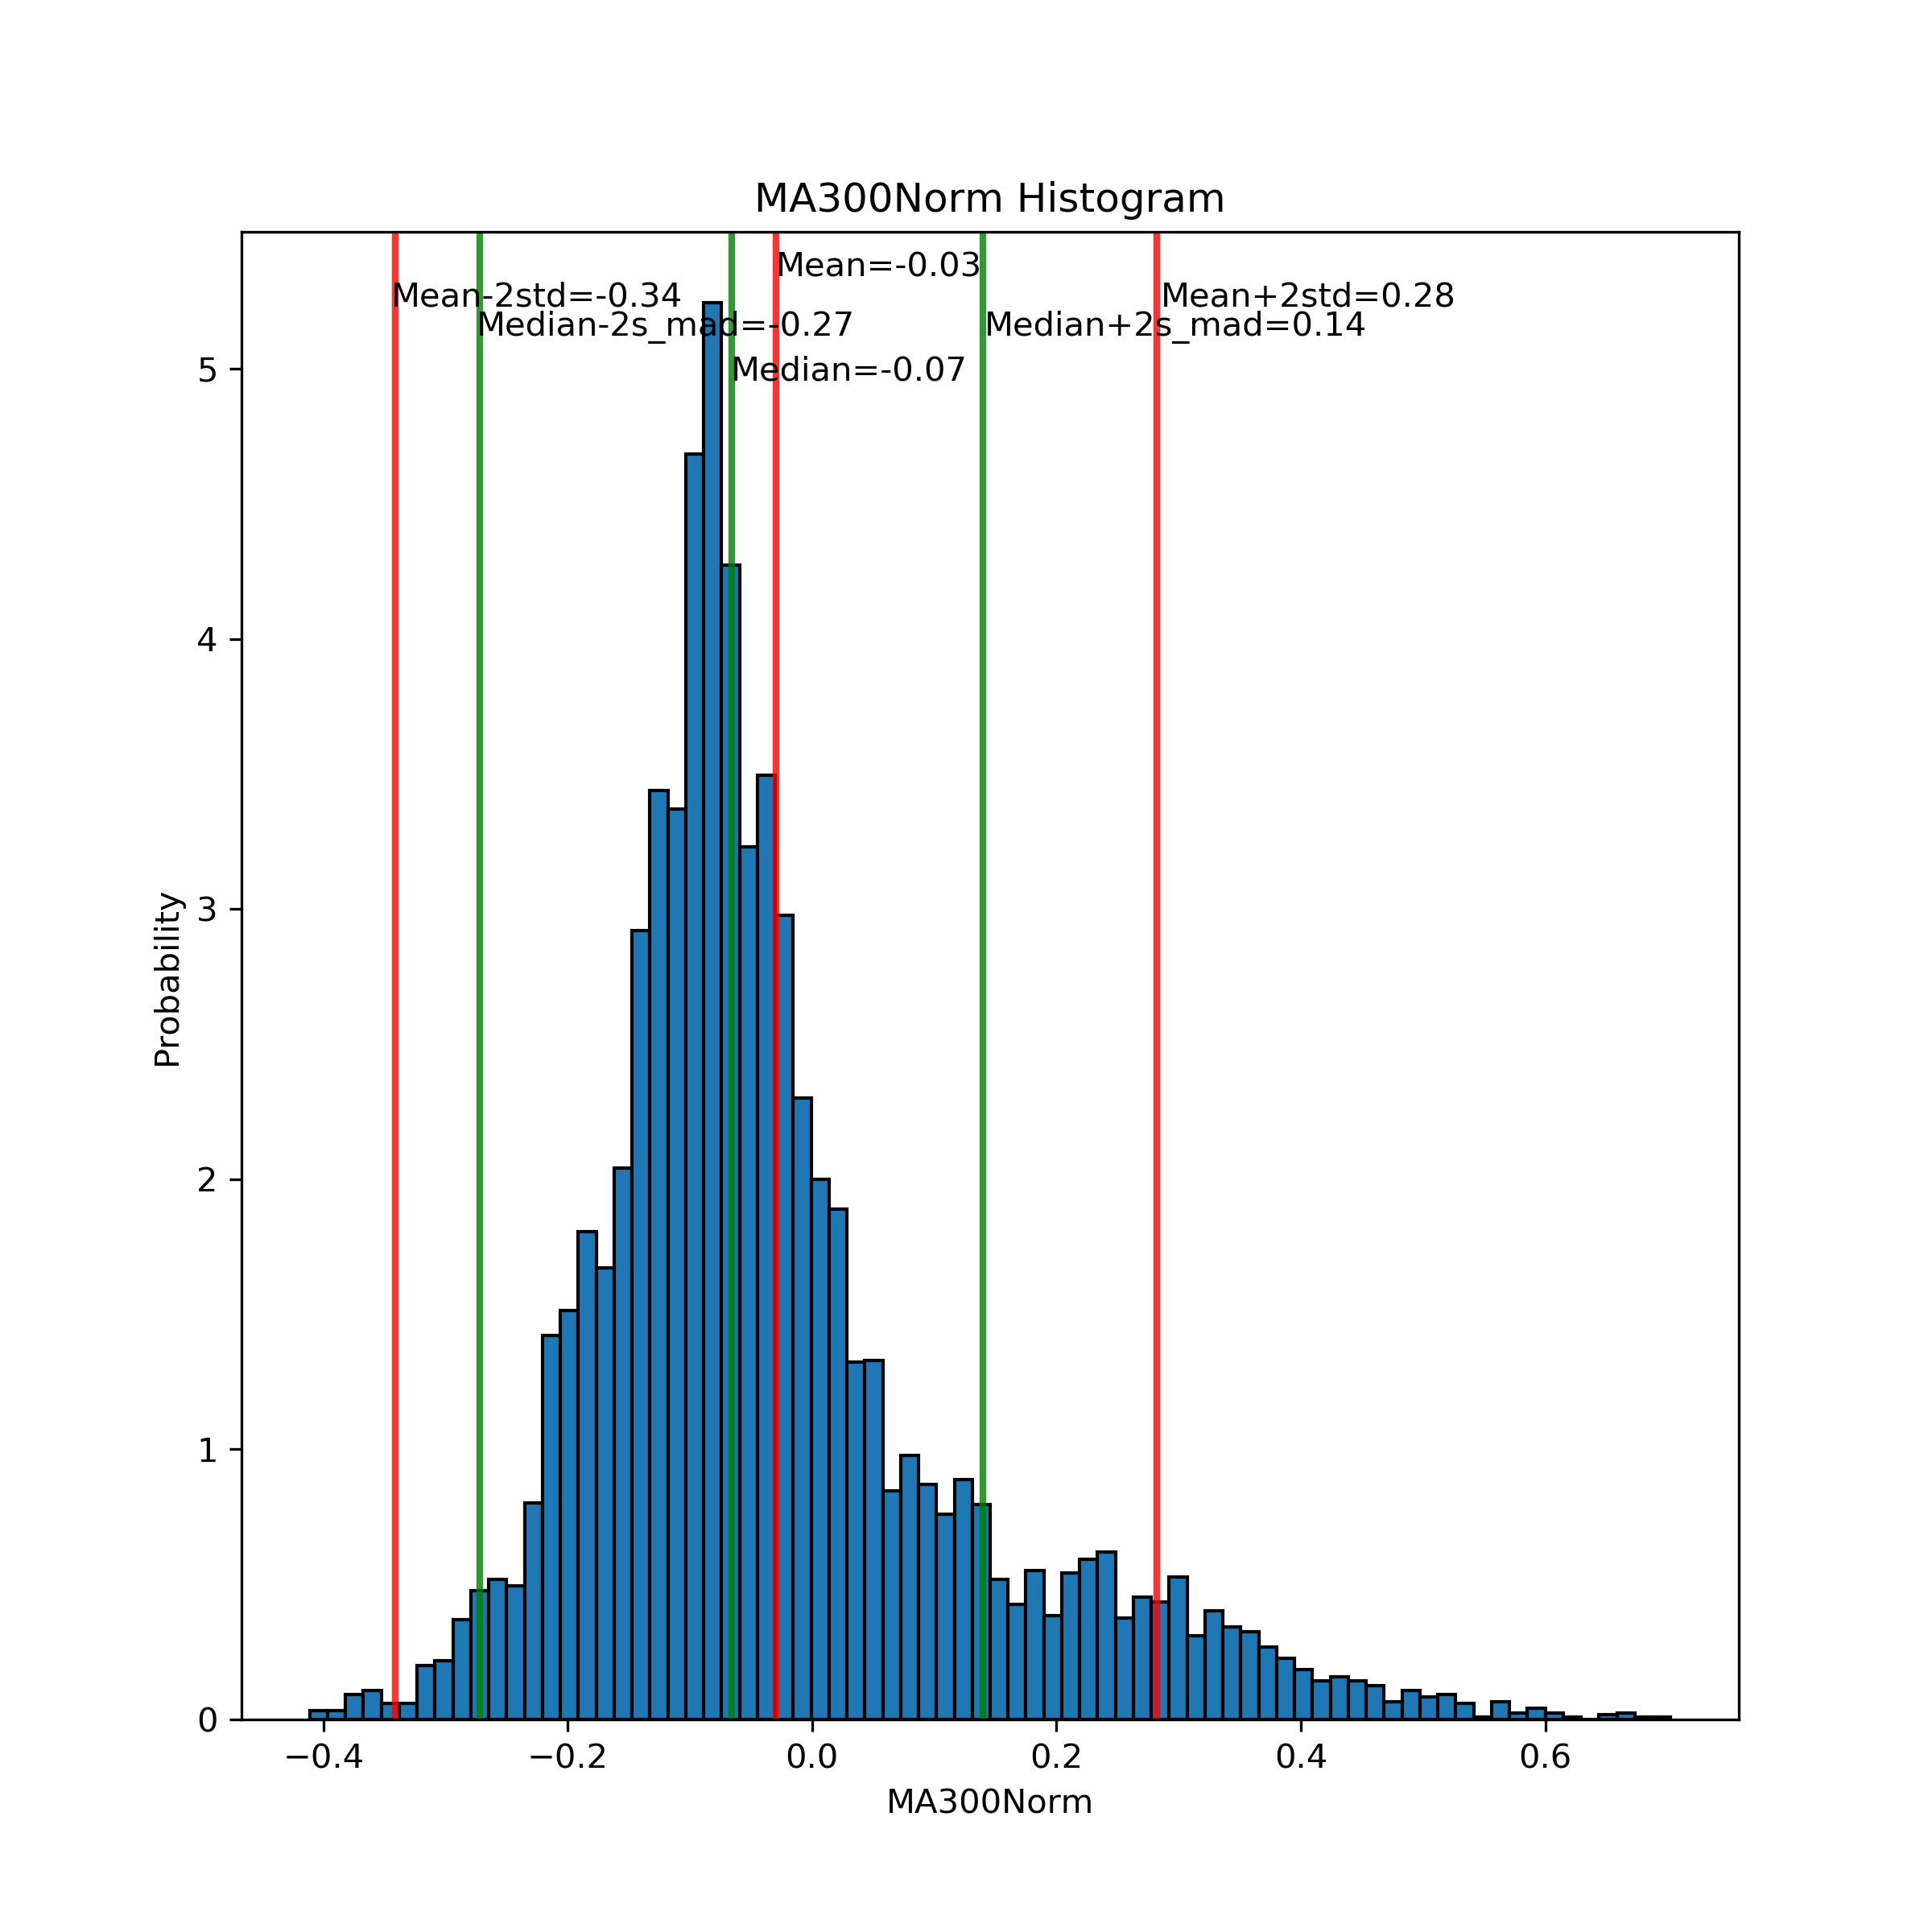 MA300Norm Histogram
Mean=-0.03
Mean-2std=-0.34
Mean+2std=0.28
Median-2s_mad=-0.27
Median+2s_mad=0.14
Median=-0.07
5
4
3
2
1
0
Probability
−0.4
−0.2
0.0
0.2
0.4
0.6
MA300Norm